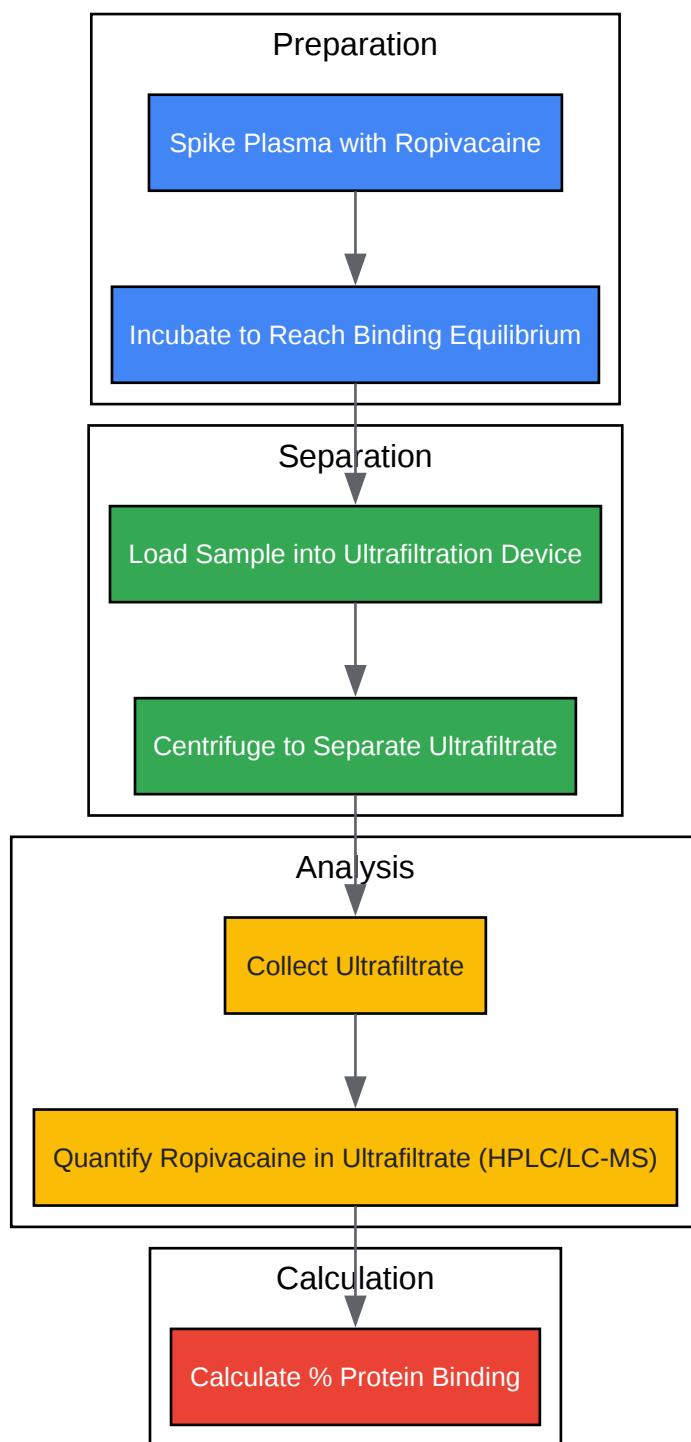 Preparation
Spike Plasma with Ropivacaine
Incubate to Reach Binding Equilibrium
Separation
Load Sample into Ultrafiltration Device
Centrifuge to Separate Ultrafiltrate
Analysis
Collect Ultrafiltrate
Quantify Ropivacaine in Ultrafiltrate (HPLC/LC-MS)
Calculation
Calculate % Protein Binding